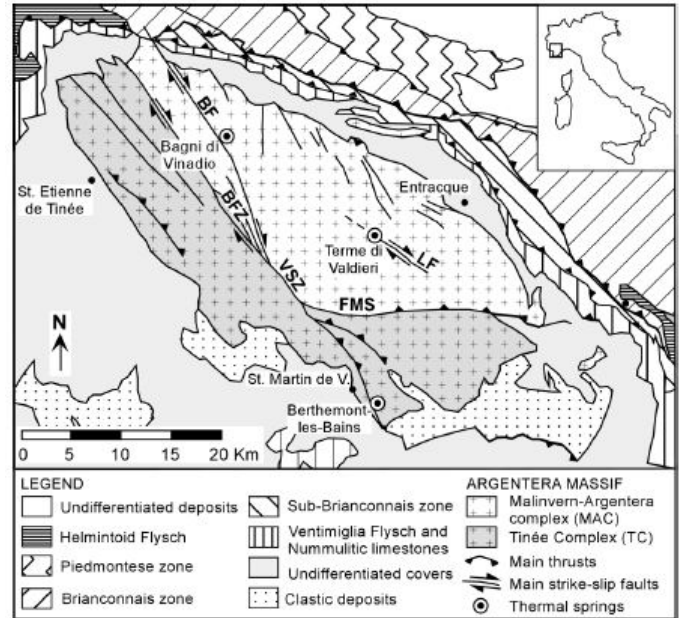 BF
Bagni di
Vinadio
St. Etienne
de Tinée
Entracque
BFZ
Terme di
Valdieri
LF
VSZ
FMS
N
St. Martin de V.
Berthemont-
les-Bains
0 5 10 15 20 Km
LEGEND
Undifferentiated deposits
Helmintoid Flysch
Piedmontese zone
Brianconnais zone
Sub-Brianconnais zone
Ventimiglia Flysch and
Nummulitic limestones
Undifferentiated covers
Clastic deposits
ARGENTERA MASSIF
Malinvern-Argentera
complex (MAC)
Tinée Complex (TC)
Main thrusts
Main strike-slip faults
Thermal springs